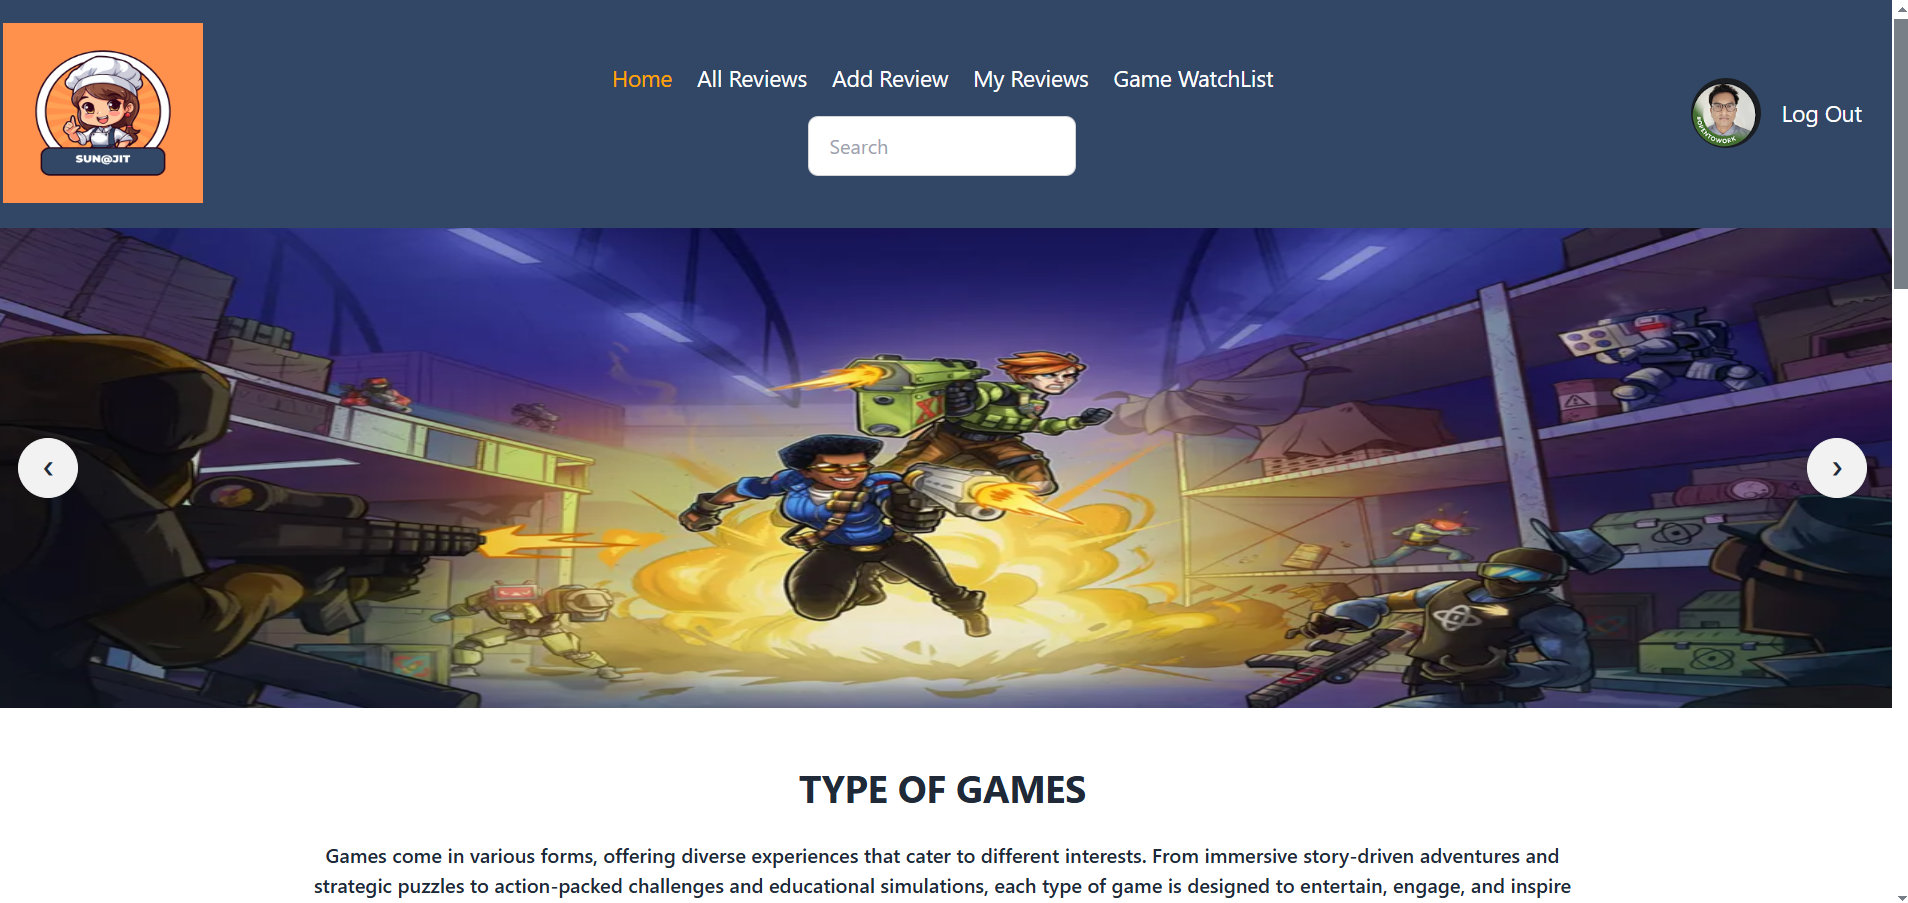 SUN@JIT
Home All Reviews Add Review My Reviews Game WatchList
Search
#OPENTOWORK
Log Out
TYPE OF GAMES
Games come in various forms, offering diverse experiences that cater to different interests. From immersive story-driven adventures and
strategic puzzles to action-packed challenges and educational simulations, each type of game is designed to entertain, engage, and inspire